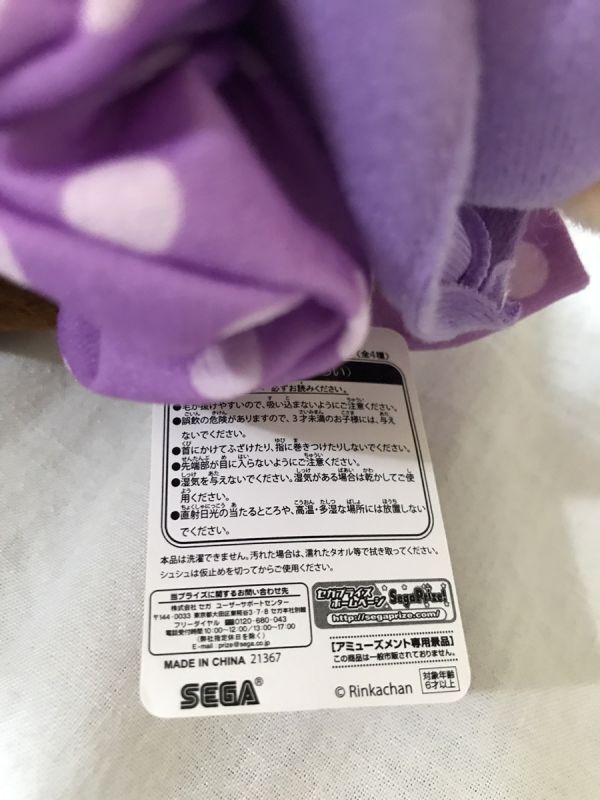 (全4種)
い)
必ずお読みください。
●毛が抜けやすいので、吸い込まないようにご注意ください。
●誤飲の危険がありますので、3才未満のお子様には、与え
ないでください。
●首にかけてふざけたり、指に巻きつけたりしないでください。
●先端部が目に入らないようにご注意ください。
●湿気を与えないでください。湿気がある場合は乾かしてご使
用ください。
●直射日光の当たるところや、高温・多湿な場所には放置しない
でください。
本品は洗濯できません。汚れた場合は、濡れたタオル等で拭き取ってください。
シュシュは仮止めを切ってからご使用ください。
当プライズに関するお問い合わせ先
株式会社 セガ ユーザーサポートセンター
〒144-0033 東京都大田区東糀谷3-7-8 セガ本社別館
フリーダイヤル 0120-680-043
電話受付時間 10:00~12:00/13:00~17:00
(弊社指定休日を除く)
E-mail : prize@sega.co.jp
セガプライズ
ホームページ SegaPrize!
http://segaprize.com/
[アミューズメント専用景品]
この商品は一般市販されておりません。
MADE IN CHINA 21367
SEGA®
© Rinkachan
対象年齢
6才以上